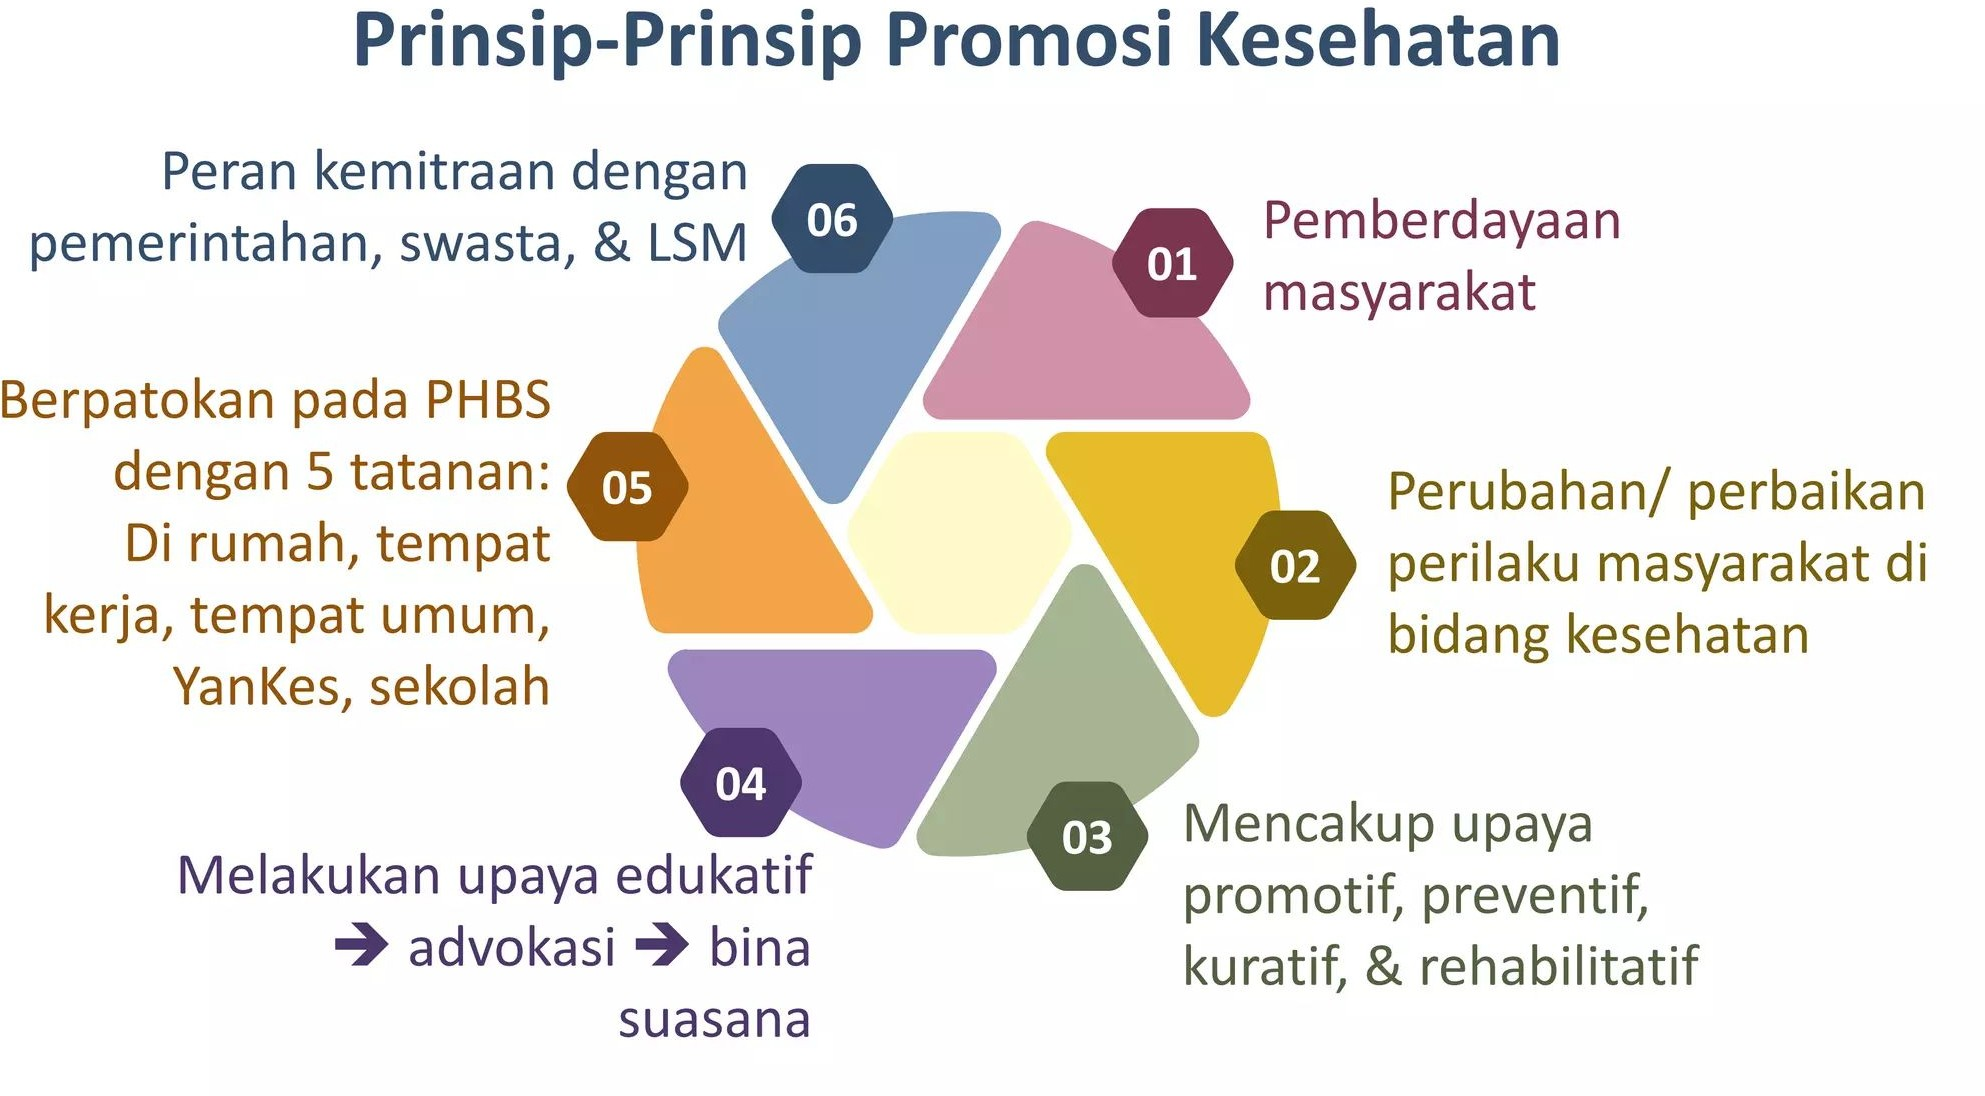 Prinsip-Prinsip Promosi Kesehatan
01
Pemberdayaan
masyarakat
02
Perubahan/ perbaikan
perilaku masyarakat di
bidang kesehatan
03
Mencakup upaya
promotif, preventif,
kuratif, & rehabilitatif
04
Melakukan upaya edukatif
➔ advokasi ➔ bina
suasana
05
Berpatokan pada PHBS
dengan 5 tatanan:
Di rumah, tempat
kerja, tempat umum,
YanKes, sekolah
06
Peran kemitraan dengan
pemerintahan, swasta, & LSM